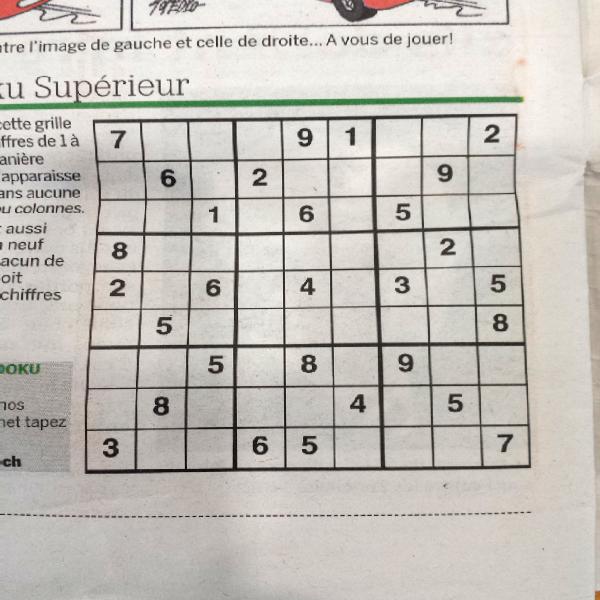 tre l'image de gauche et celle de droite... A vous de jouer!
ku Supérieur
cette grille
ffres de 1 à
anière
apparaisse
ans aucune
ou colonnes.
aussi
neuf
acun de
oit
chiffres
OKU
nos
net tapez
ch
7 9 1 2
6 2 9
1 6 5
8 2
2 6 4 3 5
5 8
5 8 9
8 4 5
3 6 5 7